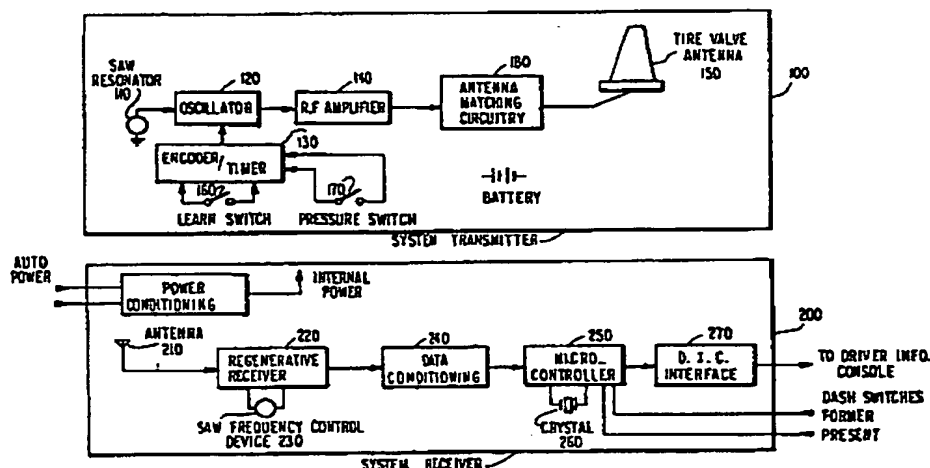 SAW
RESONATOR
110
120
OSCILLATOR
140
R.F AMPLIFIER
180
ANTENNA
MATCHING
CIRCUITRY
TIRE VALVE
ANTENNA
150
100
130
ENCODER/
TIMER
160
LEARN SWITCH
170
PRESSURE SWITCH
BATTERY
SYSTEM TRANSMITTER
AUTO
POWER
POWER
CONDITIONING
INTERNAL
POWER
200
ANTENNA
210
220
REGENERATIVE
RECEIVER
SAW FREQUENCY CONTROL
DEVICE 230
240
DATA
CONDITIONING
250
MICRO-
CONTROLLER
CRYSTAL
260
270
D. I. C.
INTERFACE
TO DRIVER INFO.
CONSOLE
DASH SWITCHES
FORMER
PRESENT
SYSTEM RECEIVER